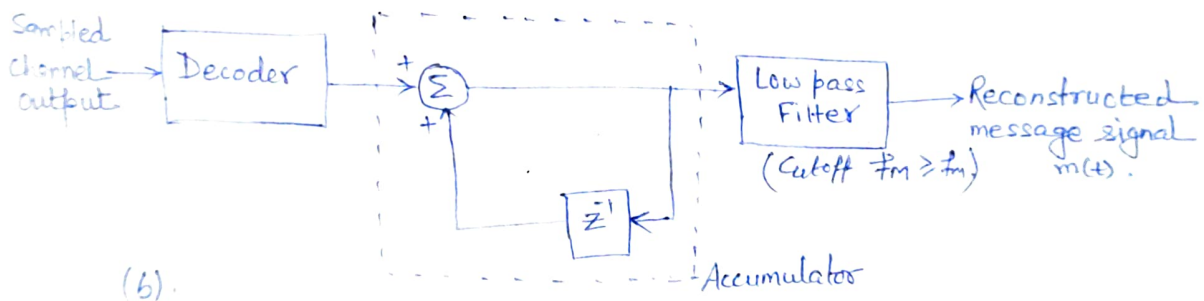 Sampled
channel
output
Decoder
+
Σ
+
Z⁻¹
Accumulator
Low pass
Filter
(Cutoff fM ≥ fm)
Reconstructed
message signal
m(t).
(b).